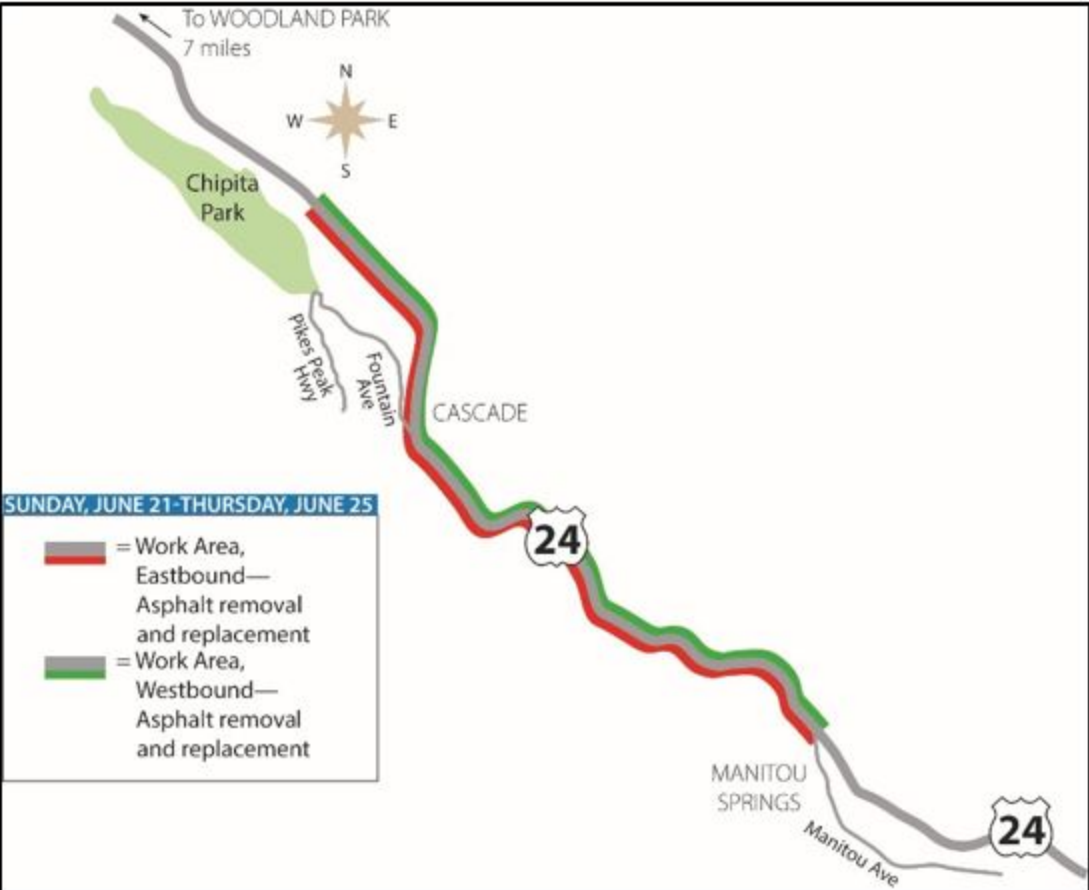 To WOODLAND PARK
7 miles
N
W
E
S
Chipita
Park
Pikes Peak
Hwy
Fountain
Ave
CASCADE
SUNDAY, JUNE 21-THURSDAY, JUNE 25
= Work Area,
Eastbound—
Asphalt removal
and replacement
= Work Area,
Westbound—
Asphalt removal
and replacement
24
MANITOU
SPRINGS
Manitou Ave
24